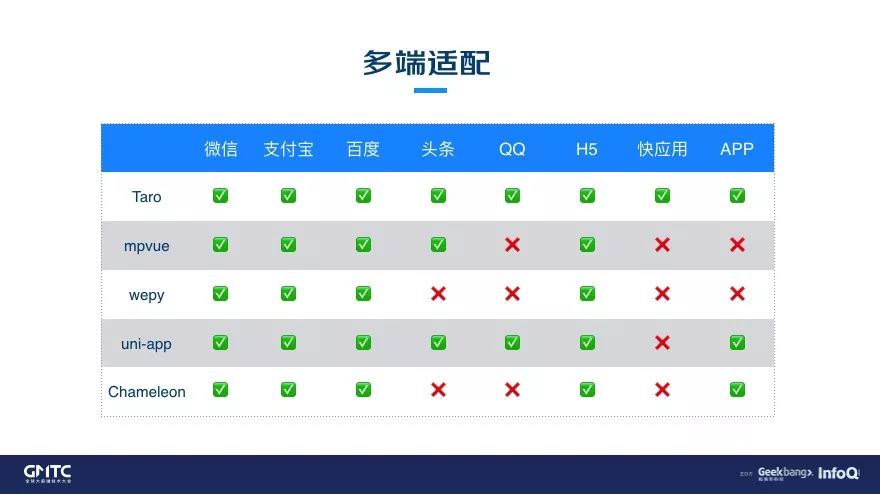 多端适配
微信 支付宝 百度 头条 QQ H5 快应用 APP
Taro ✅ ✅ ✅ ✅ ✅ ✅ ✅ ✅
mpvue ✅ ✅ ✅ ✅ ❌ ✅ ❌ ❌
wepy ✅ ✅ ✅ ❌ ❌ ✅ ❌ ❌
uni-app ✅ ✅ ✅ ✅ ✅ ✅ ❌ ✅
Chameleon ✅ ✅ ✅ ❌ ❌ ✅ ❌ ✅
GMTC
全球大前端技术大会
主办方 Geekbang>. InfoQ
极客邦科技